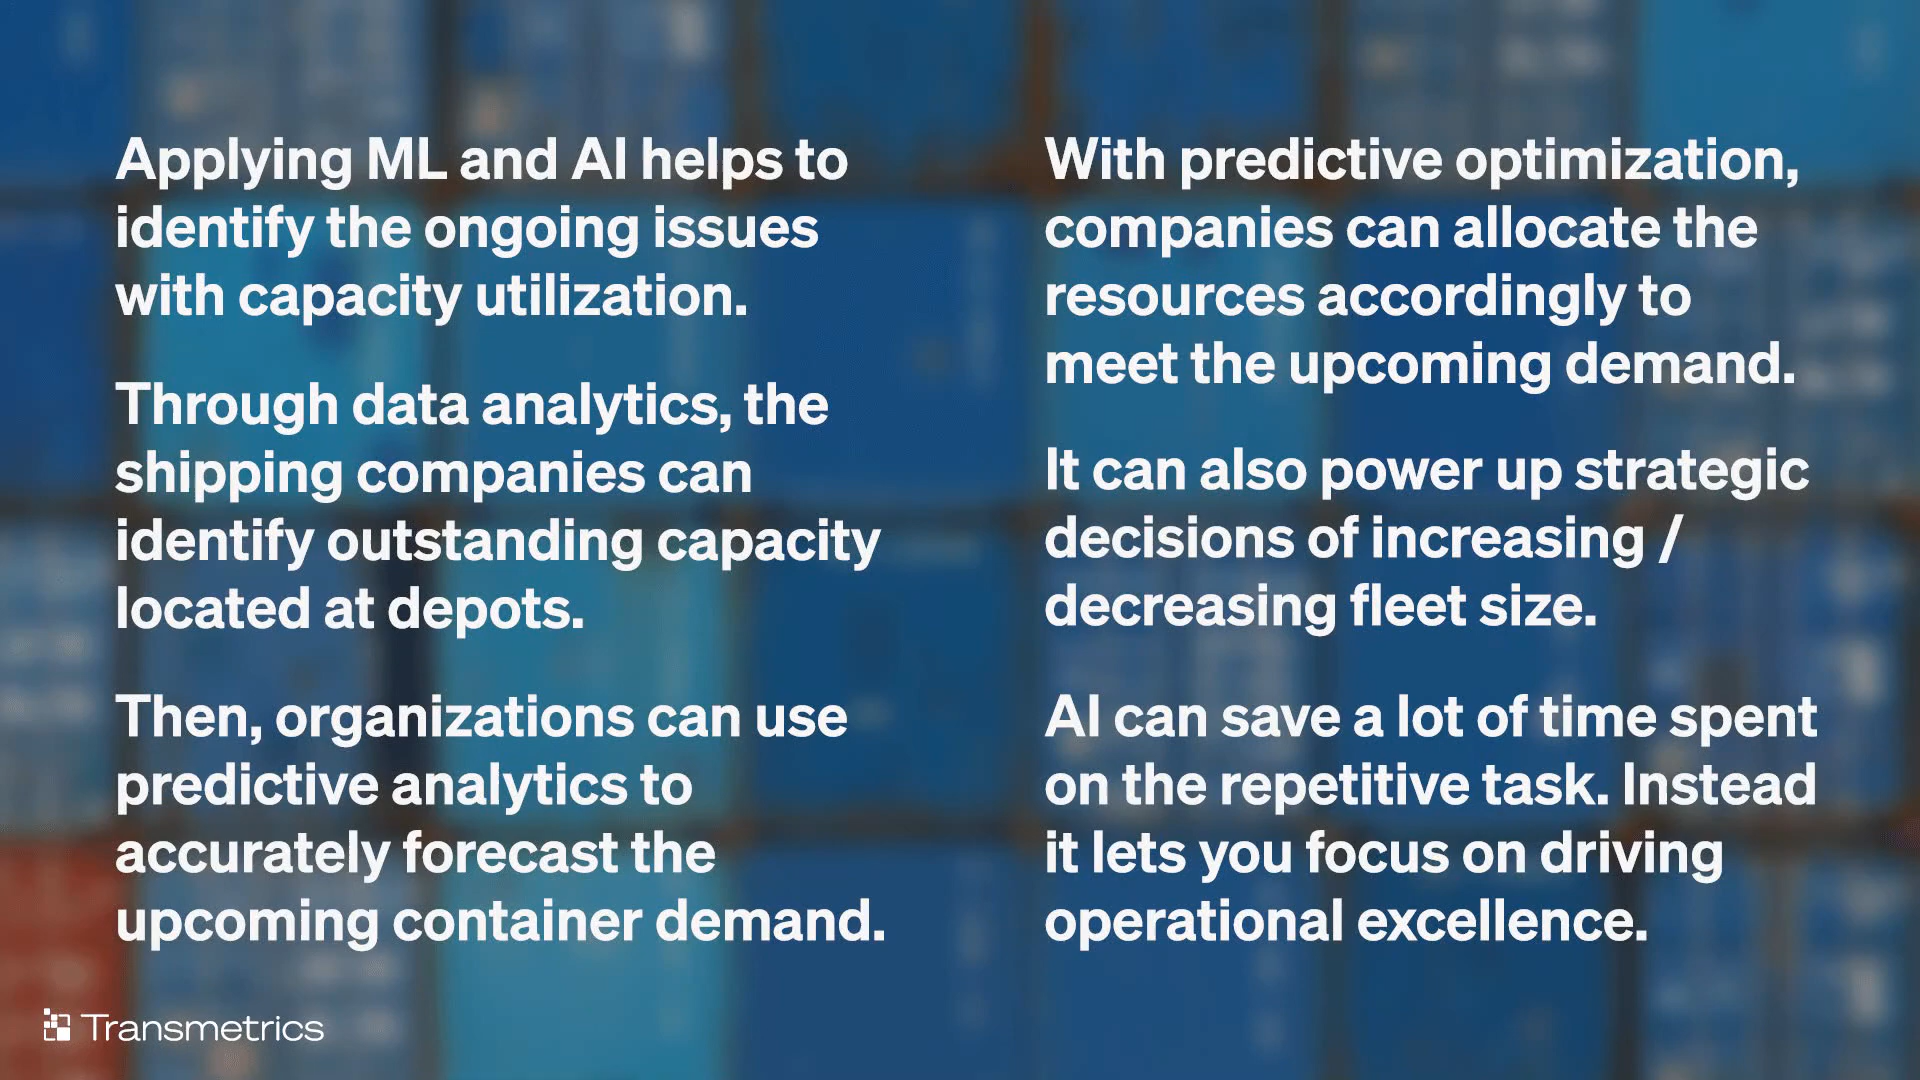 Applying ML and AI helps to
identify the ongoing issues
with capacity utilization.
Through data analytics, the
shipping companies can
identify outstanding capacity
located at depots.
Then, organizations can use
predictive analytics to
accurately forecast the
upcoming container demand.
With predictive optimization,
companies can allocate the
resources accordingly to
meet the upcoming demand.
It can also power up strategic
decisions of increasing /
decreasing fleet size.
AI can save a lot of time spent
on the repetitive task. Instead
it lets you focus on driving
operational excellence.
Transmetrics